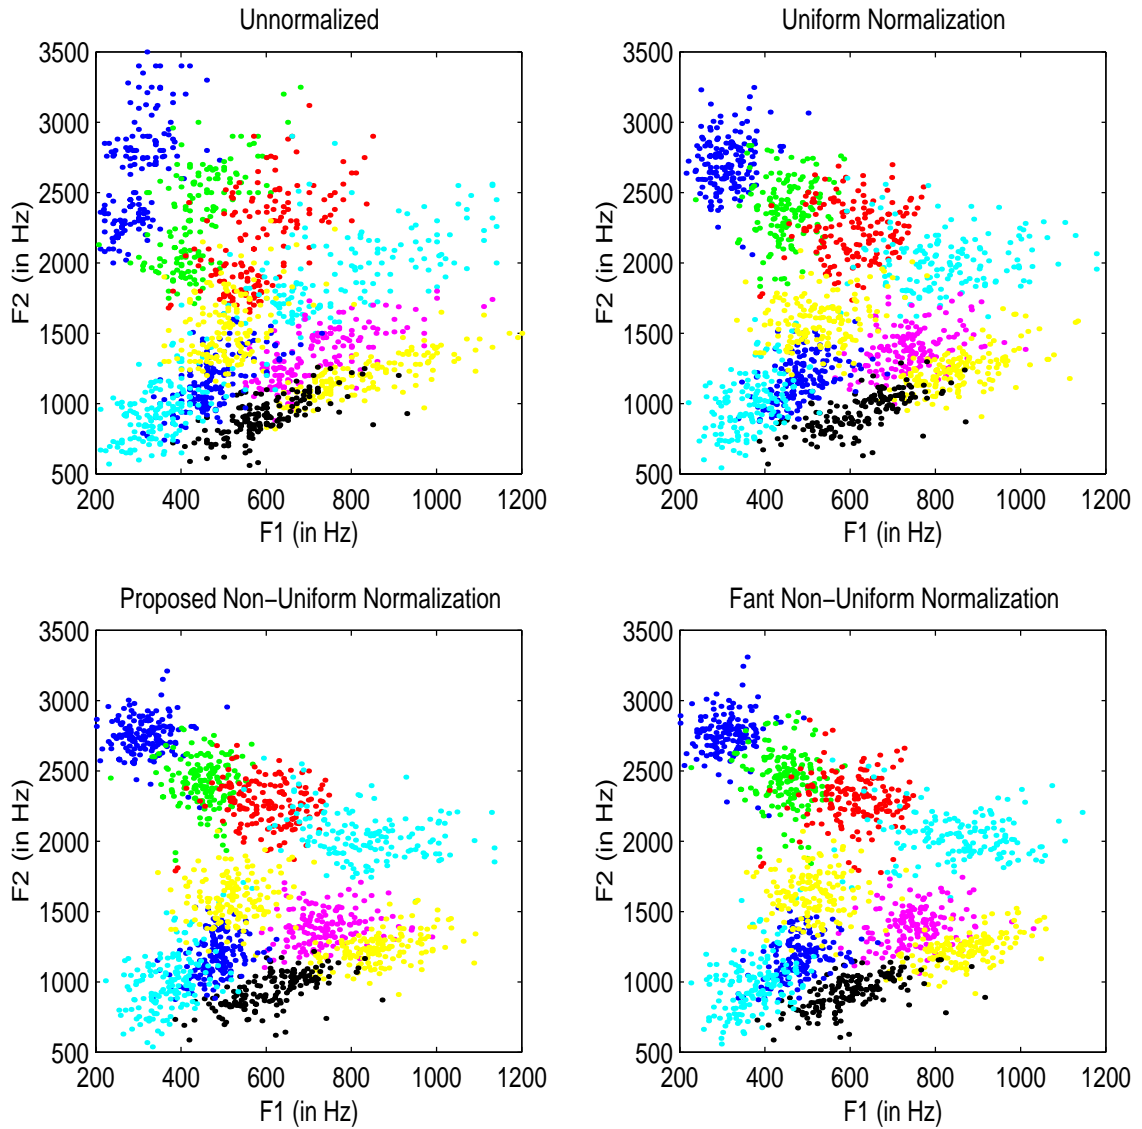 Unnormalized
3500
3000
2500
2000
1500
1000
500
F2 (in Hz)
200 400 600 800 1000 1200
F1 (in Hz)
Uniform Normalization
3500
3000
2500
2000
1500
1000
500
F2 (in Hz)
200 400 600 800 1000 1200
F1 (in Hz)
Proposed Non−Uniform Normalization
3500
3000
2500
2000
1500
1000
500
F2 (in Hz)
200 400 600 800 1000 1200
F1 (in Hz)
Fant Non−Uniform Normalization
3500
3000
2500
2000
1500
1000
500
F2 (in Hz)
200 400 600 800 1000 1200
F1 (in Hz)